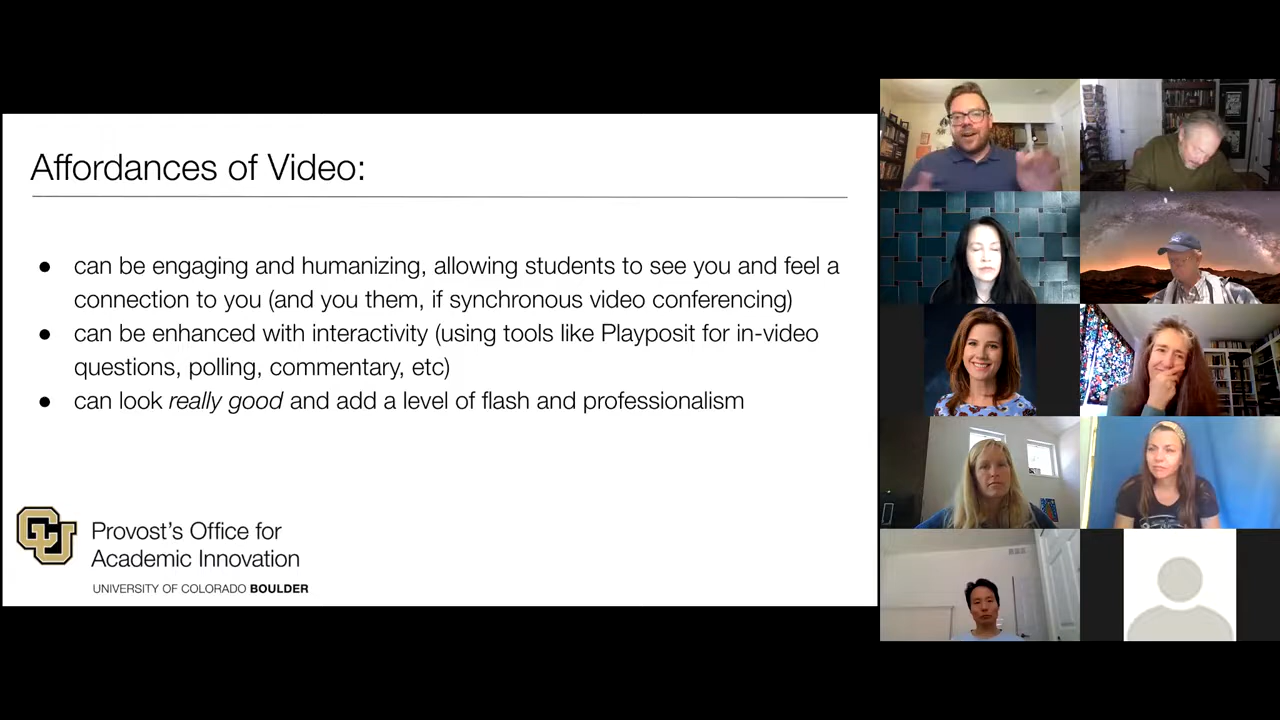 Affordances of Video:
● can be engaging and humanizing, allowing students to see you and feel a
connection to you (and you them, if synchronous video conferencing)
● can be enhanced with interactivity (using tools like Playposit for in-video
questions, polling, commentary, etc)
● can look really good and add a level of flash and professionalism
CU
Provost's Office for
Academic Innovation
UNIVERSITY OF COLORADO BOULDER